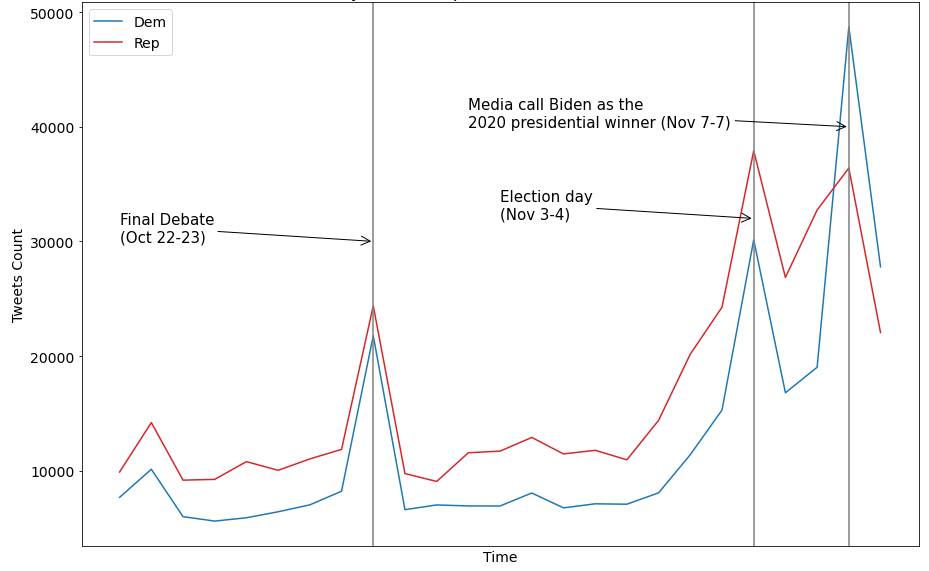 50000
40000
30000
20000
10000
Tweets Count
Time
Dem
Rep
Media call Biden as the
2020 presidential winner (Nov 7-7)
Election day
(Nov 3-4)
Final Debate
(Oct 22-23)